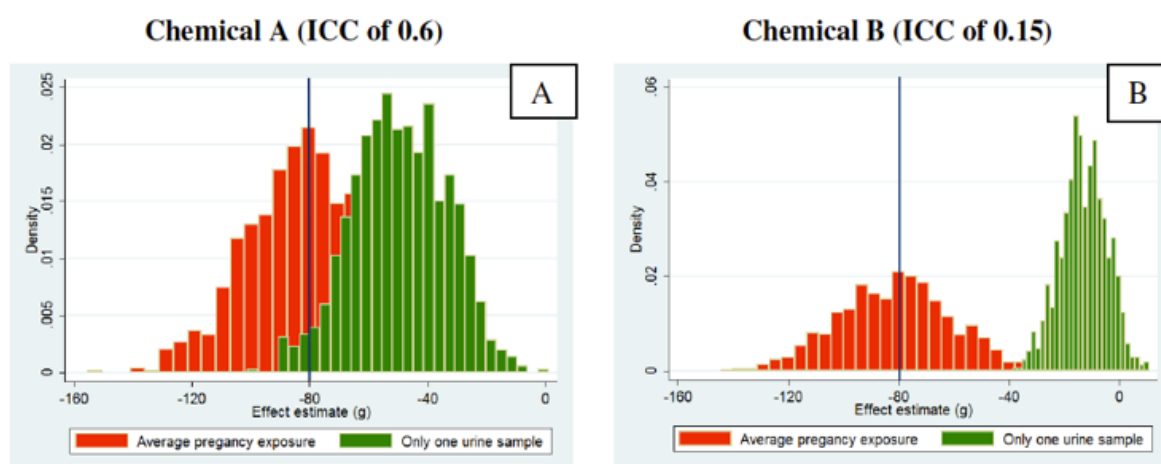 Chemical A (ICC of 0.6)
A
Density
0 .005 .01 .015 .02 .025
-160 -120 -80 -40 0
Effect estimate (g)
Average pregancy exposure Only one urine sample
Chemical B (ICC of 0.15)
B
Density
0 .02 .04 .06
-160 -120 -80 -40 0
Effect estimate (g)
Average pregancy exposure Only one urine sample